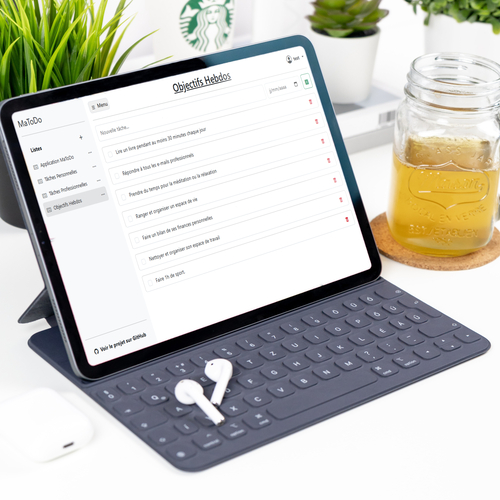 MaToDo
Menu
Objectifs Hebdos
test
Listes
+
Application MaToDo
Tâches Personnelles
Tâches Professionnelles
Objectifs Hebdos
Nouvelle tâche...
Lire un livre pendant au moins 30 minutes chaque jour
Répondre à tous les e-mails professionnels
Prendre du temps pour la méditation ou la relaxation
Ranger et organiser un espace de vie
Faire un bilan de ses finances personnelles
Nettoyer et organiser son espace de travail
Faire 1h de sport.
Voir le projet sur GitHub